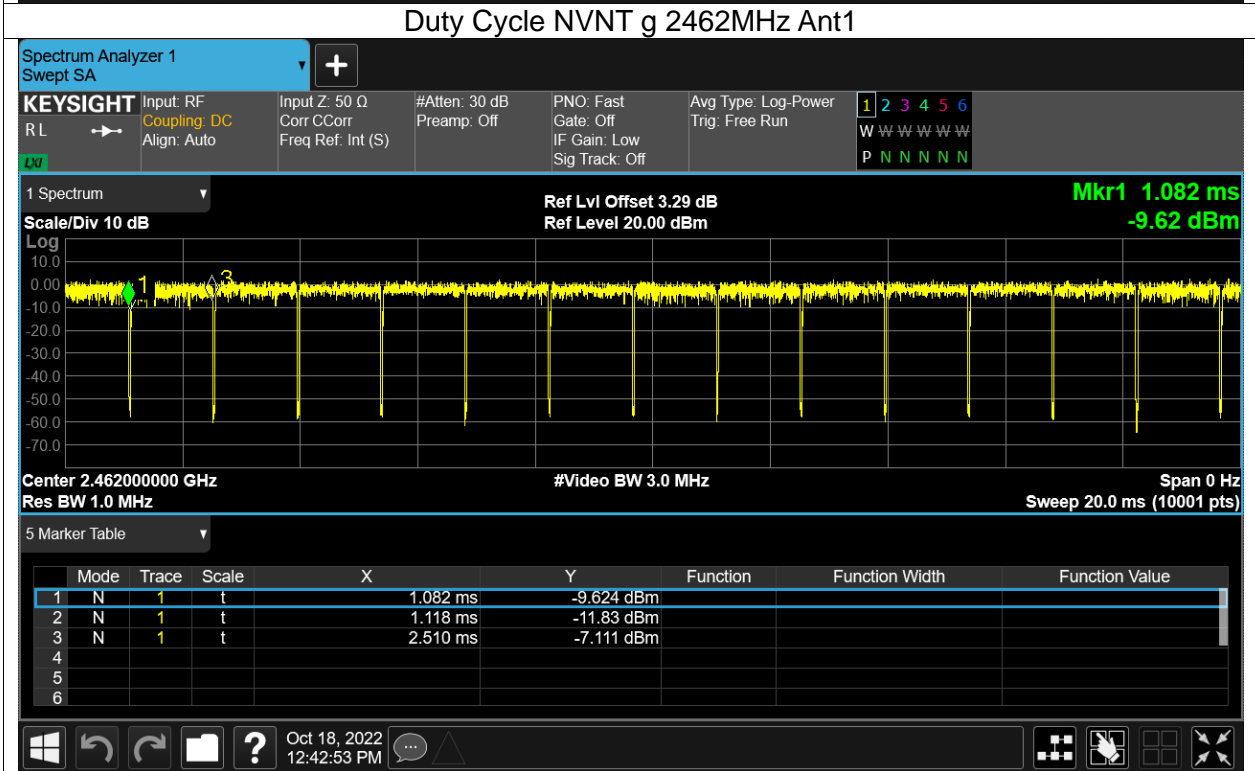 Duty Cycle NVNT g 2462MHz Ant1
Spectrum Analyzer 1
Swept SA
+
KEYSIGHT Input: RF Input Z: 50 Ω #Atten: 30 dB PNO: Fast Avg Type: Log-Power 1 2 3 4 5 6
RL Coupling: DC Corr CCorr Preamp: Off Gate: Off Trig: Free Run W W W W W W
Align: Auto Freq Ref: Int (S) IF Gain: Low
LXI Sig Track: Off P N N N N N
1 Spectrum Ref Lvl Offset 3.29 dB Mkr1 1.082 ms
Scale/Div 10 dB Ref Level 20.00 dBm -9.62 dBm
Log
10.0
0.00 1 3
-10.0
-20.0
-30.0
-40.0
-50.0
-60.0
-70.0
Center 2.462000000 GHz #Video BW 3.0 MHz Span 0 Hz
Res BW 1.0 MHz Sweep 20.0 ms (10001 pts)
5 Marker Table
Mode Trace Scale X Y Function Function Width Function Value
1 N 1 t 1.082 ms -9.624 dBm
2 N 1 t 1.118 ms -11.83 dBm
3 N 1 t 2.510 ms -7.111 dBm
4
5
6
? Oct 18, 2022
12:42:53 PM